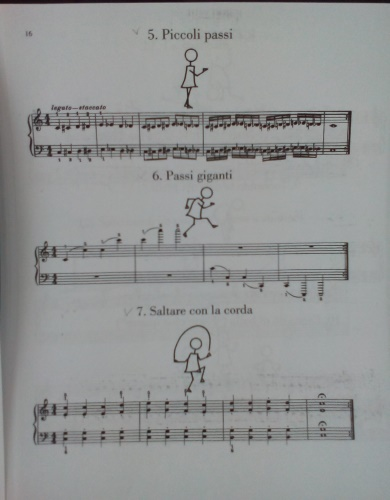 16
5. Piccoli passi
legato—staccato
6. Passi giganti
7. Saltare con la corda